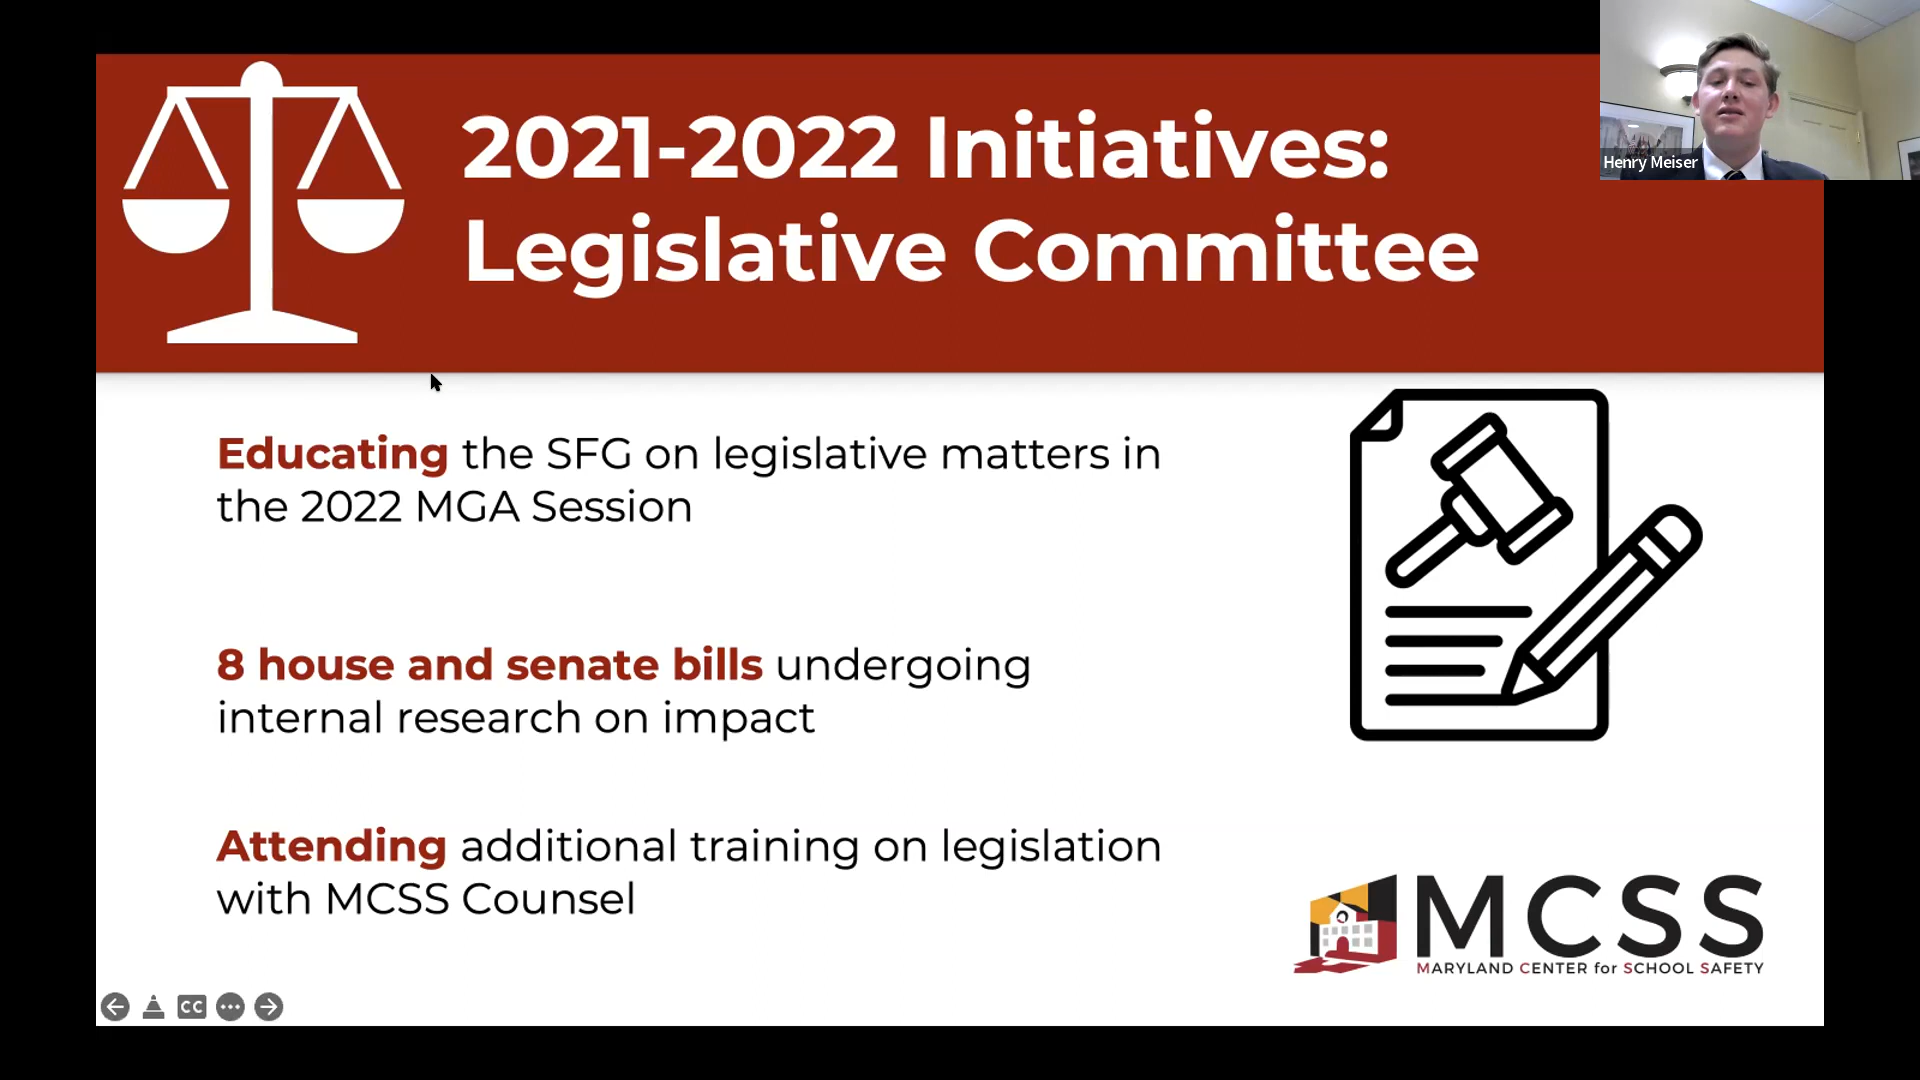 2021-2022 Initiatives:
Legislative Committee
Henry Meiser
Educating the SFG on legislative matters in
the 2022 MGA Session
8 house and senate bills undergoing
internal research on impact
Attending additional training on legislation
with MCSS Counsel
MCSS
MARYLAND CENTER for SCHOOL SAFETY
CC